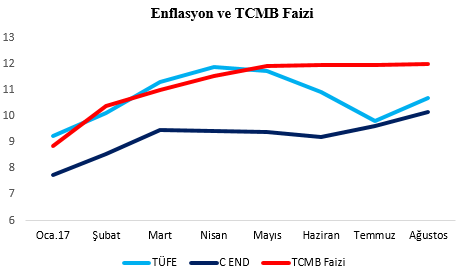 Enflasyon ve TCMB Faizi
13
12
11
10
9
8
7
6
Oca.17 Şubat Mart Nisan Mayıs Haziran Temmuz Ağustos
TÜFE C END TCMB Faizi